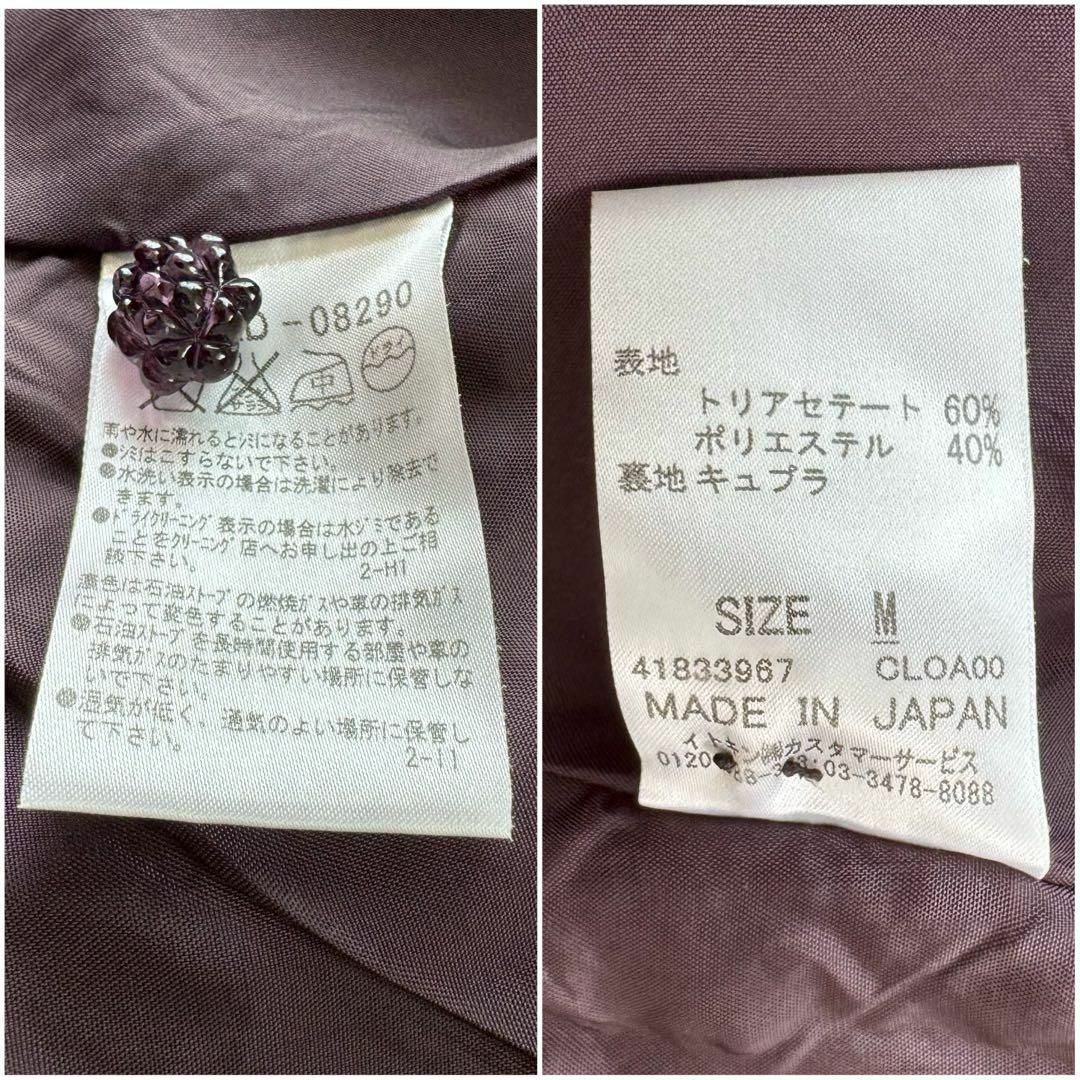 -08290
中
ドライ
雨や水に濡れるとシミになることがあります。
●シミはこすらないで下さい。
●水洗い表示の場合は洗濯により除去で
きます。
●ドライクリーニング表示の場合は水ジミである
ことをクリーニング店へお申し出の上ご相
談下さい。
2-H1
濃色は石油ストーブの燃焼ガスや車の排気ガス
によって変色することがあります。
●石油ストーブを長時間使用する部屋や車の
排気ガスのたまりやすい場所に保管しな
いで下さい。
●湿気が低く、通気のよい場所に保管し
て下さい。
2-11
表地
トリアセテート 60%
ポリエステル 40%
裏地 キュプラ
SIZE M
41833967 CLOA00
MADE IN JAPAN
イトキン㈱カスタマーサービス
0120 03-3478-8088